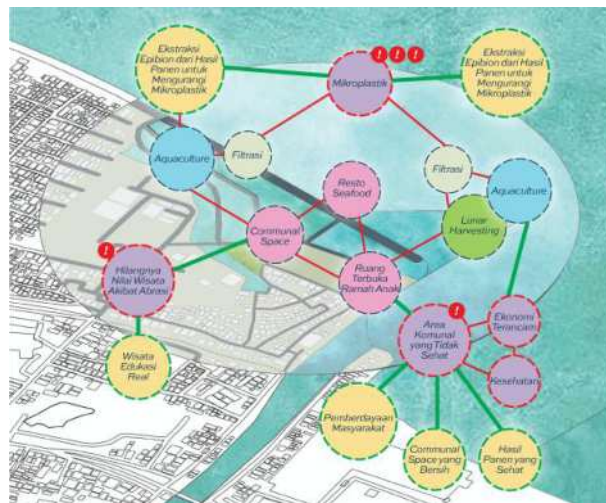 Ekstraksi
Epibion dari Hasil
Panen untuk
Mengurangi
Mikroplastik
! ! !
Mikroplastik
Ekstraksi
Epibion dari Hasil
Panen untuk
Mengurangi
Mikroplastik
Aquaculture
Filtrasi
Resto
Seafood
Filtrasi
Aquaculture
Communal
Space
Lunar
Harvesting
!
Hilangnya
Nilai Wisata
Akibat Abrasi
Ruang
Terbuka
Ramah Anak
!
Area
Komunal
yang Tidak
Sehat
Ekonomi
Terancam
Kesehatan
Wisata
Edukasi
Real
Pemberdayaan
Masyarakat
Communal
Space yang
Bersih
Hasil
Panen yang
Sehat